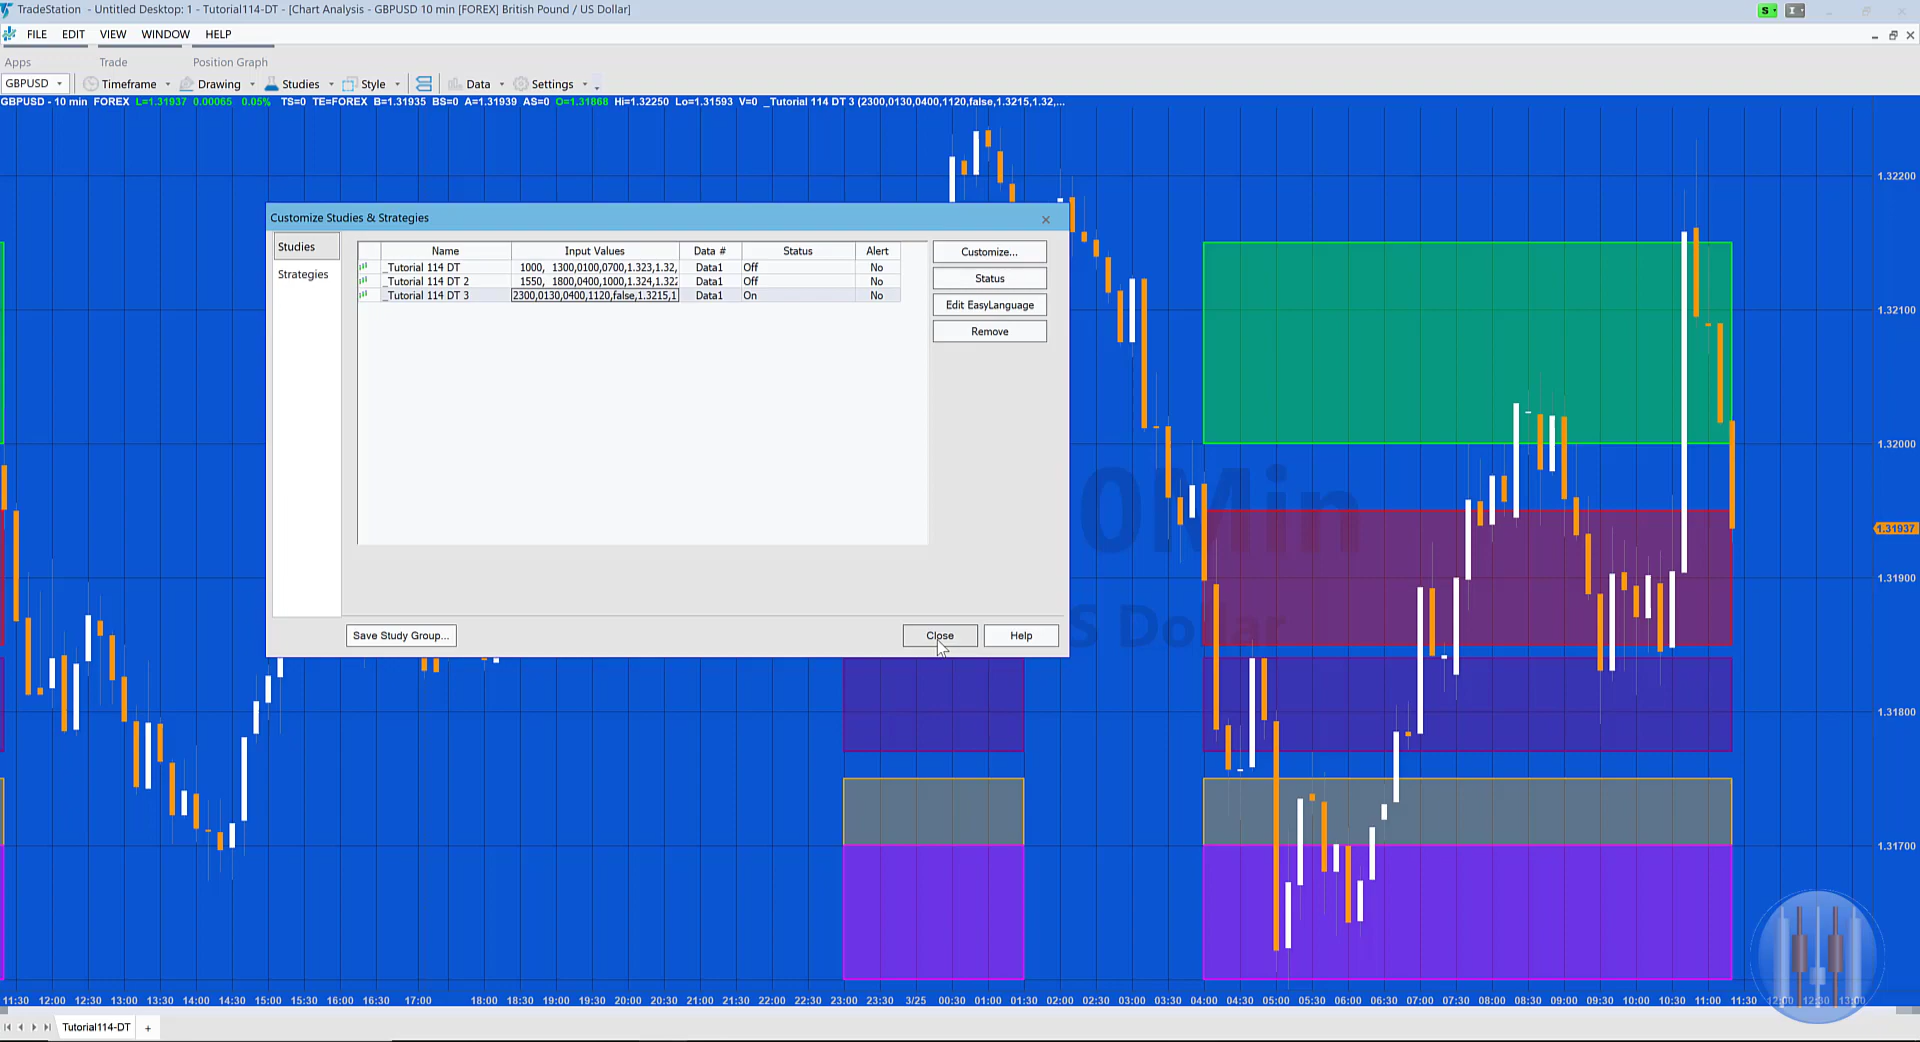 TradeStation - Untitled Desktop: 1 - Tutorial114-DT - [Chart Analysis - GBPUSD 10 min [FOREX] British Pound / US Dollar]
S
I
FILE EDIT VIEW WINDOW HELP
Apps Trade Position Graph
GBPUSD Timeframe Drawing Studies Style Data Settings
GBPUSD - 10 min FOREX L=1.31937 0.00065 0.05% TS=0 TE=FOREX B=1.31935 BS=0 A=1.31939 AS=0 O=1.31868 Hi=1.32250 Lo=1.31593 V=0 _Tutorial 114 DT 3 (2300,0130,0400,1120,false,1.3215,1.32,...
1.32200
1.32100
1.32000
1.31937
1.31900
1.31800
1.31700
Customize Studies & Strategies
Studies
Strategies
Name Input Values Data # Status Alert
_Tutorial 114 DT 1000, 1300,0100,0700,1.323,1.32, Data1 Off No
_Tutorial 114 DT 2 1550, 1800,0400,1000,1.324,1.322 Data1 Off No
_Tutorial 114 DT 3 2300,0130,0400,1120,false,1.3215,1 Data1 On No
Customize...
Status
Edit EasyLanguage
Remove
Save Study Group... Close Help
0Min
S Dollar
11:30 12:00 12:30 13:00 13:30 14:00 14:30 15:00 15:30 16:00 16:30 17:00 18:00 18:30 19:00 19:30 20:00 20:30 21:00 21:30 22:00 22:30 23:00 23:30 3/25 00:30 01:00 01:30 02:00 02:30 03:00 03:30 04:00 04:30 05:00 05:30 06:00 06:30 07:00 07:30 08:00 08:30 09:00 09:30 10:00 10:30 11:00 11:30 12:00 12:30 13:00
Tutorial114-DT +